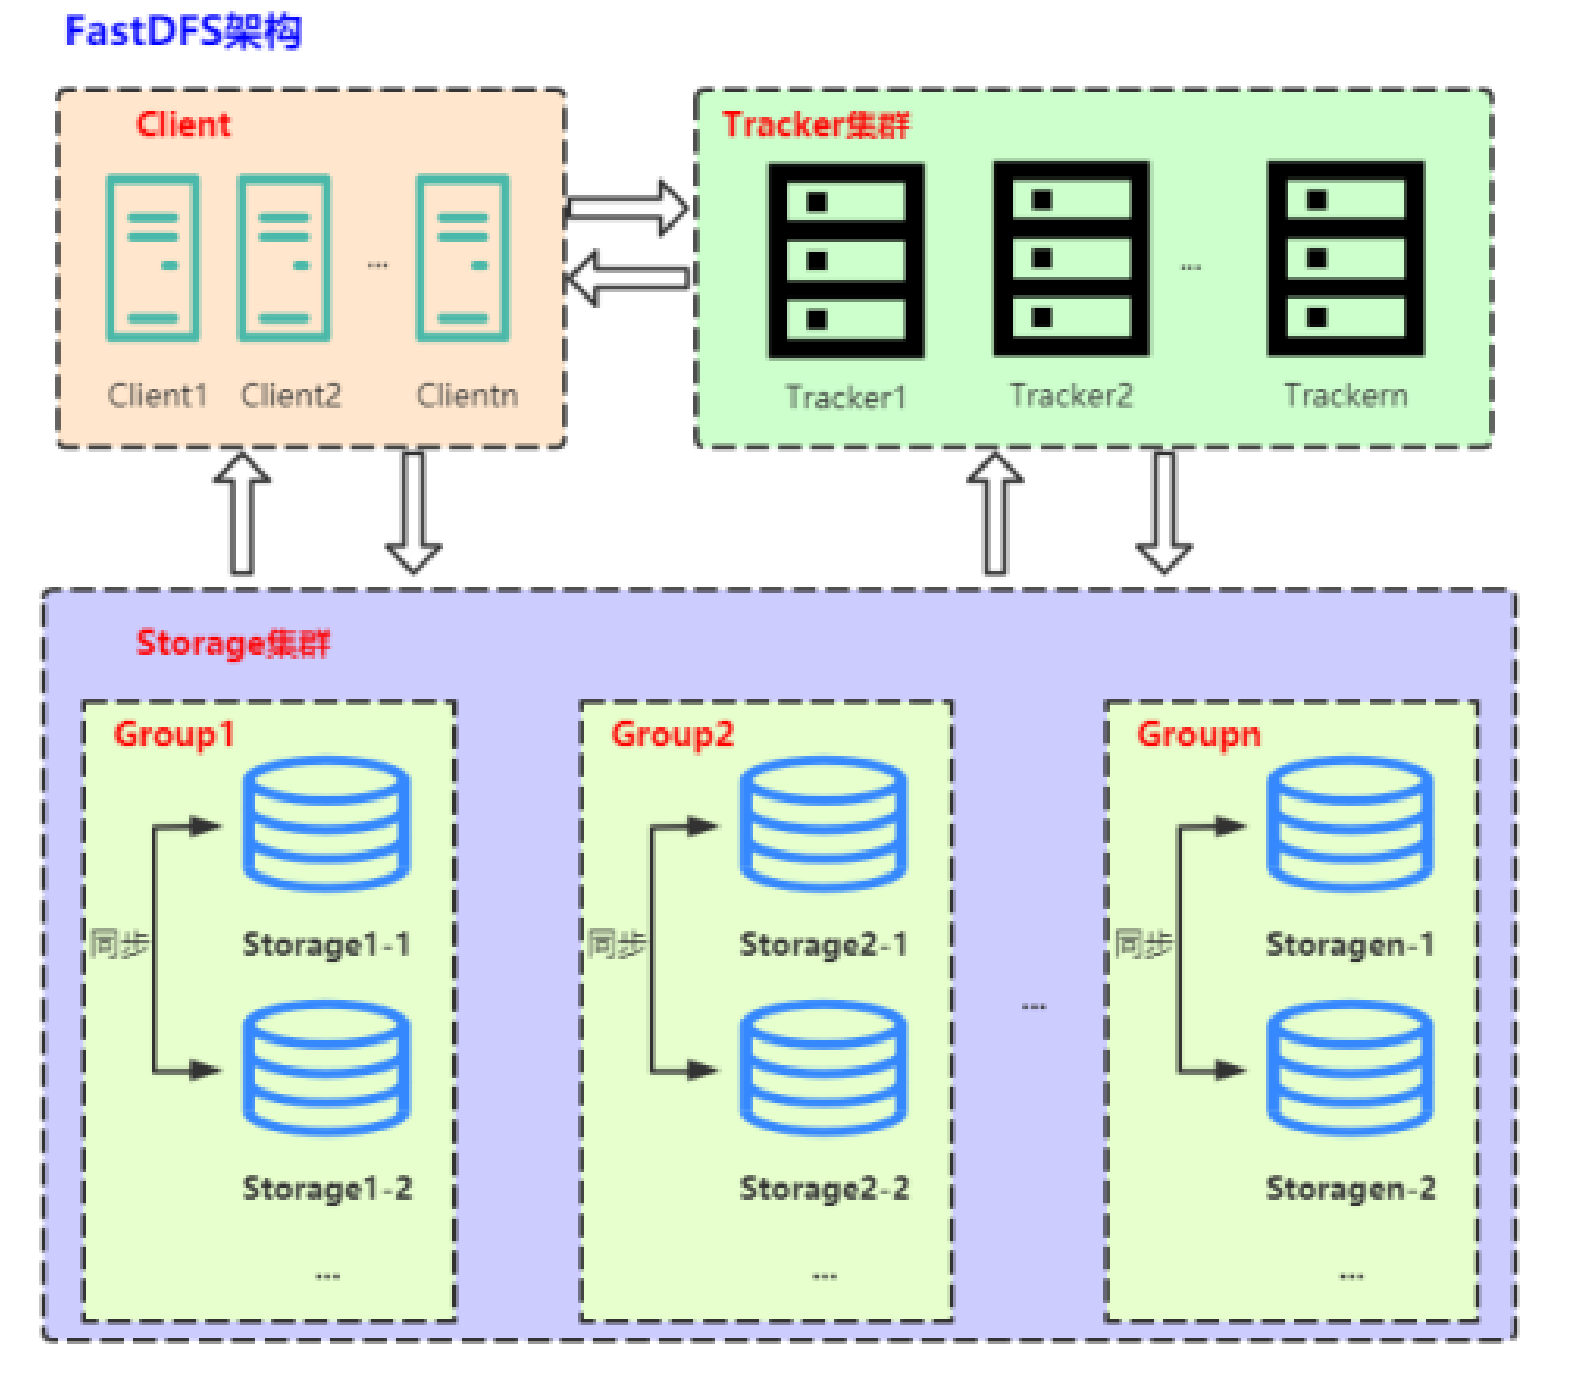 FastDFS架构
Client
Tracker集群
...
...
Client1 Client2 Clientn
Tracker1 Tracker2 Trackern
Storage集群
Group1 Group2 Groupn
同步 Storage1-1 同步 Storage2-1 同步 Storagen-1
...
Storage1-2 Storage2-2 Storagen-2
... ... ...